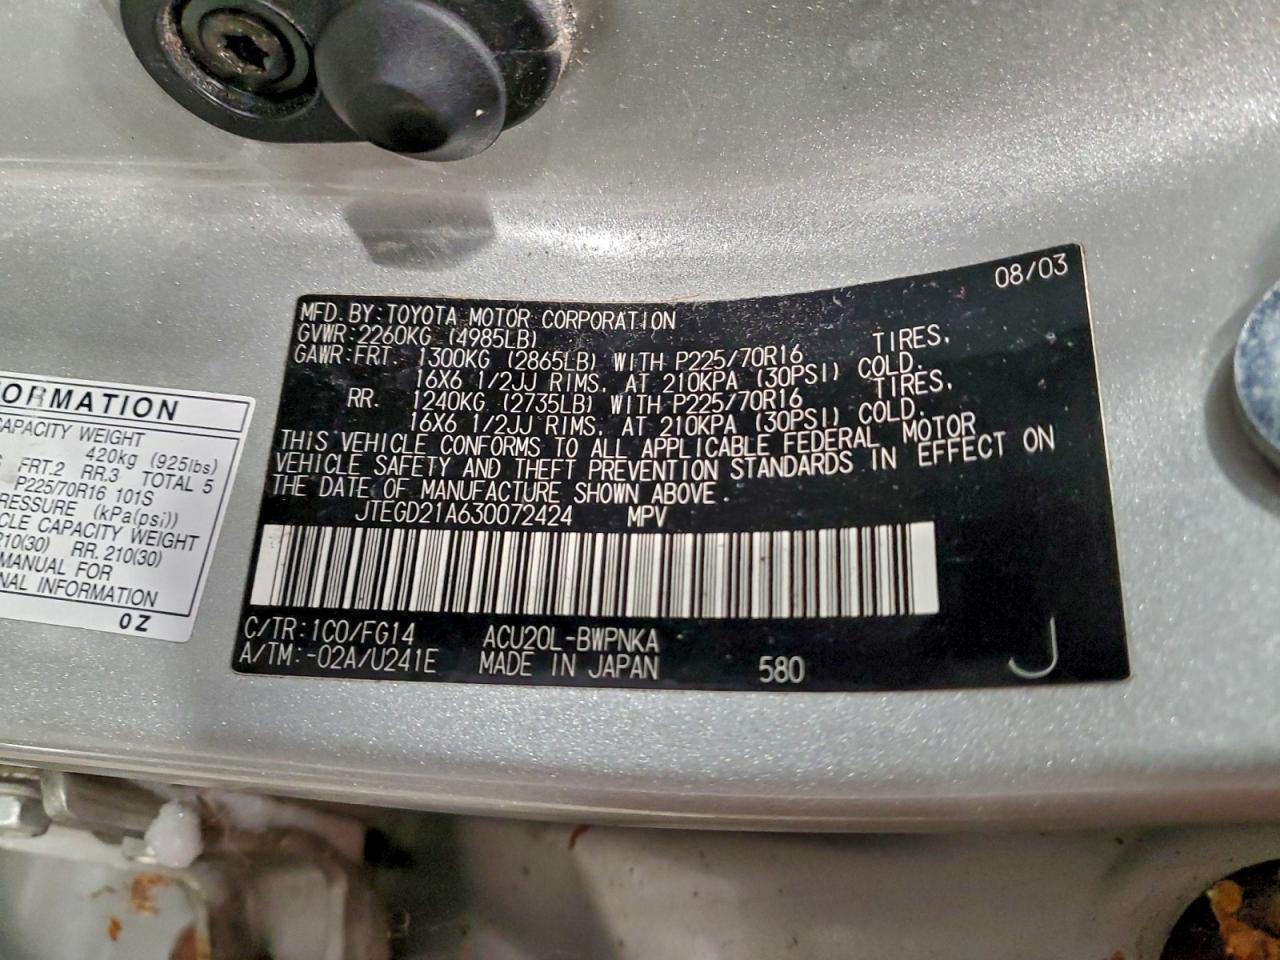 08/03
MFD. BY: TOYOTA MOTOR CORPORATION
GVWR: 2260KG (4985LB)
GAWR: FRT. 1300KG (2865LB) WITH P225/70R16 TIRES,
16X6 1/2JJ RIMS, AT 210KPA (30PSI) COLD.
RR. 1240KG (2735LB) WITH P225/70R16 TIRES,
16X6 1/2JJ RIMS, AT 210KPA (30PSI) COLD.
THIS VEHICLE CONFORMS TO ALL APPLICABLE FEDERAL MOTOR
VEHICLE SAFETY AND THEFT PREVENTION STANDARDS IN EFFECT ON
THE DATE OF MANUFACTURE SHOWN ABOVE.
JTEGD21A630072424 MPV
C/TR: 1C0/FG14 ACU20L-BWPNKA
A/TM: -02A/U241E MADE IN JAPAN 580 J
ORMATION
CAPACITY WEIGHT
420kg (925lbs)
FRT. 2 RR. 3 TOTAL 5
P225/70R16 101S
RESSURE (kPa(psi))
CLE CAPACITY WEIGHT
210(30) RR. 210(30)
MANUAL FOR
NAL INFORMATION
0Z